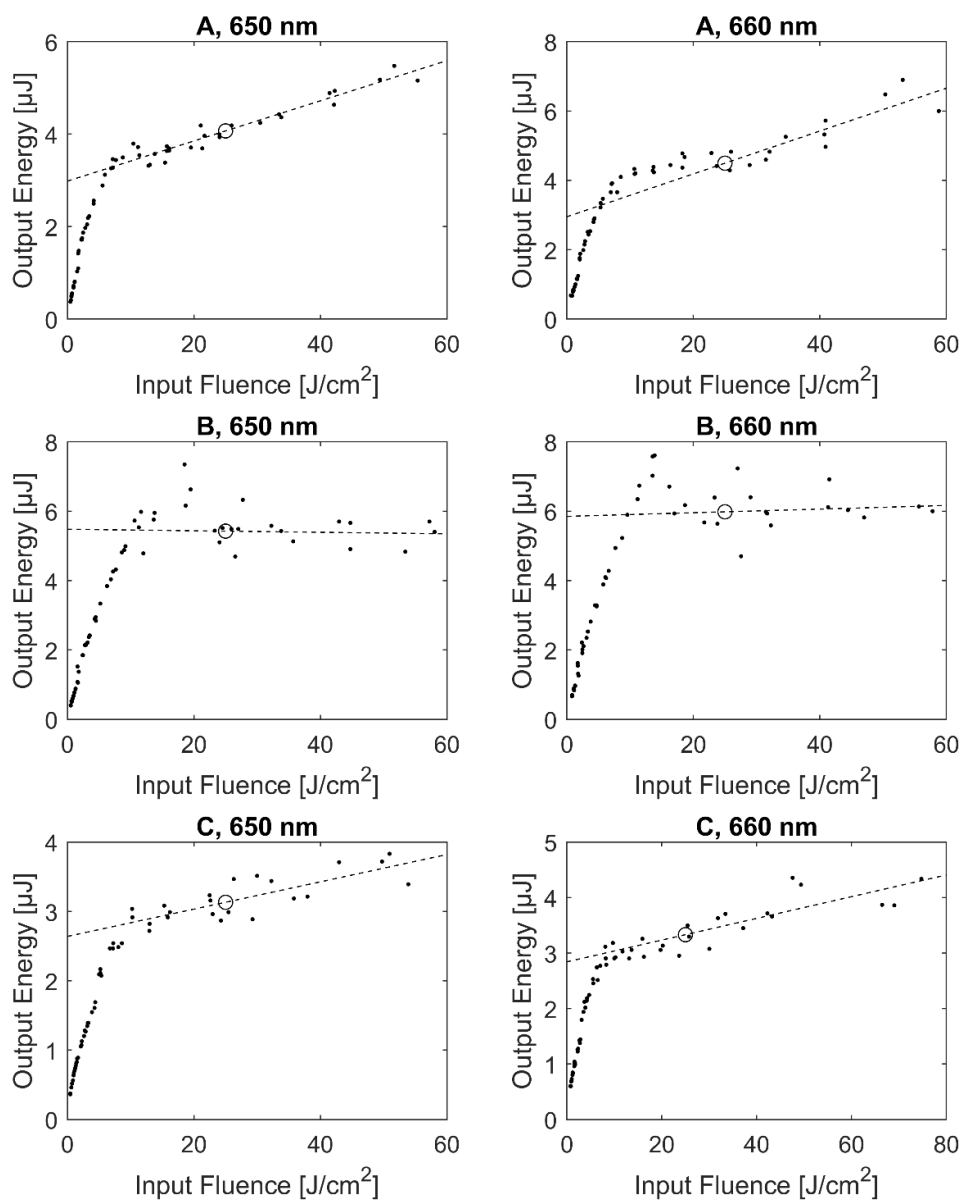 A, 650 nm
6
4
2
0
Output Energy [µJ]
0 20 40 60
Input Fluence [J/cm²]
A, 660 nm
8
6
4
2
0
Output Energy [µJ]
0 20 40 60
Input Fluence [J/cm²]
B, 650 nm
8
6
4
2
0
Output Energy [µJ]
0 20 40 60
Input Fluence [J/cm²]
B, 660 nm
8
6
4
2
0
Output Energy [µJ]
0 20 40 60
Input Fluence [J/cm²]
C, 650 nm
4
3
2
1
0
Output Energy [µJ]
0 20 40 60
Input Fluence [J/cm²]
C, 660 nm
5
4
3
2
1
0
Output Energy [µJ]
0 20 40 60 80
Input Fluence [J/cm²]